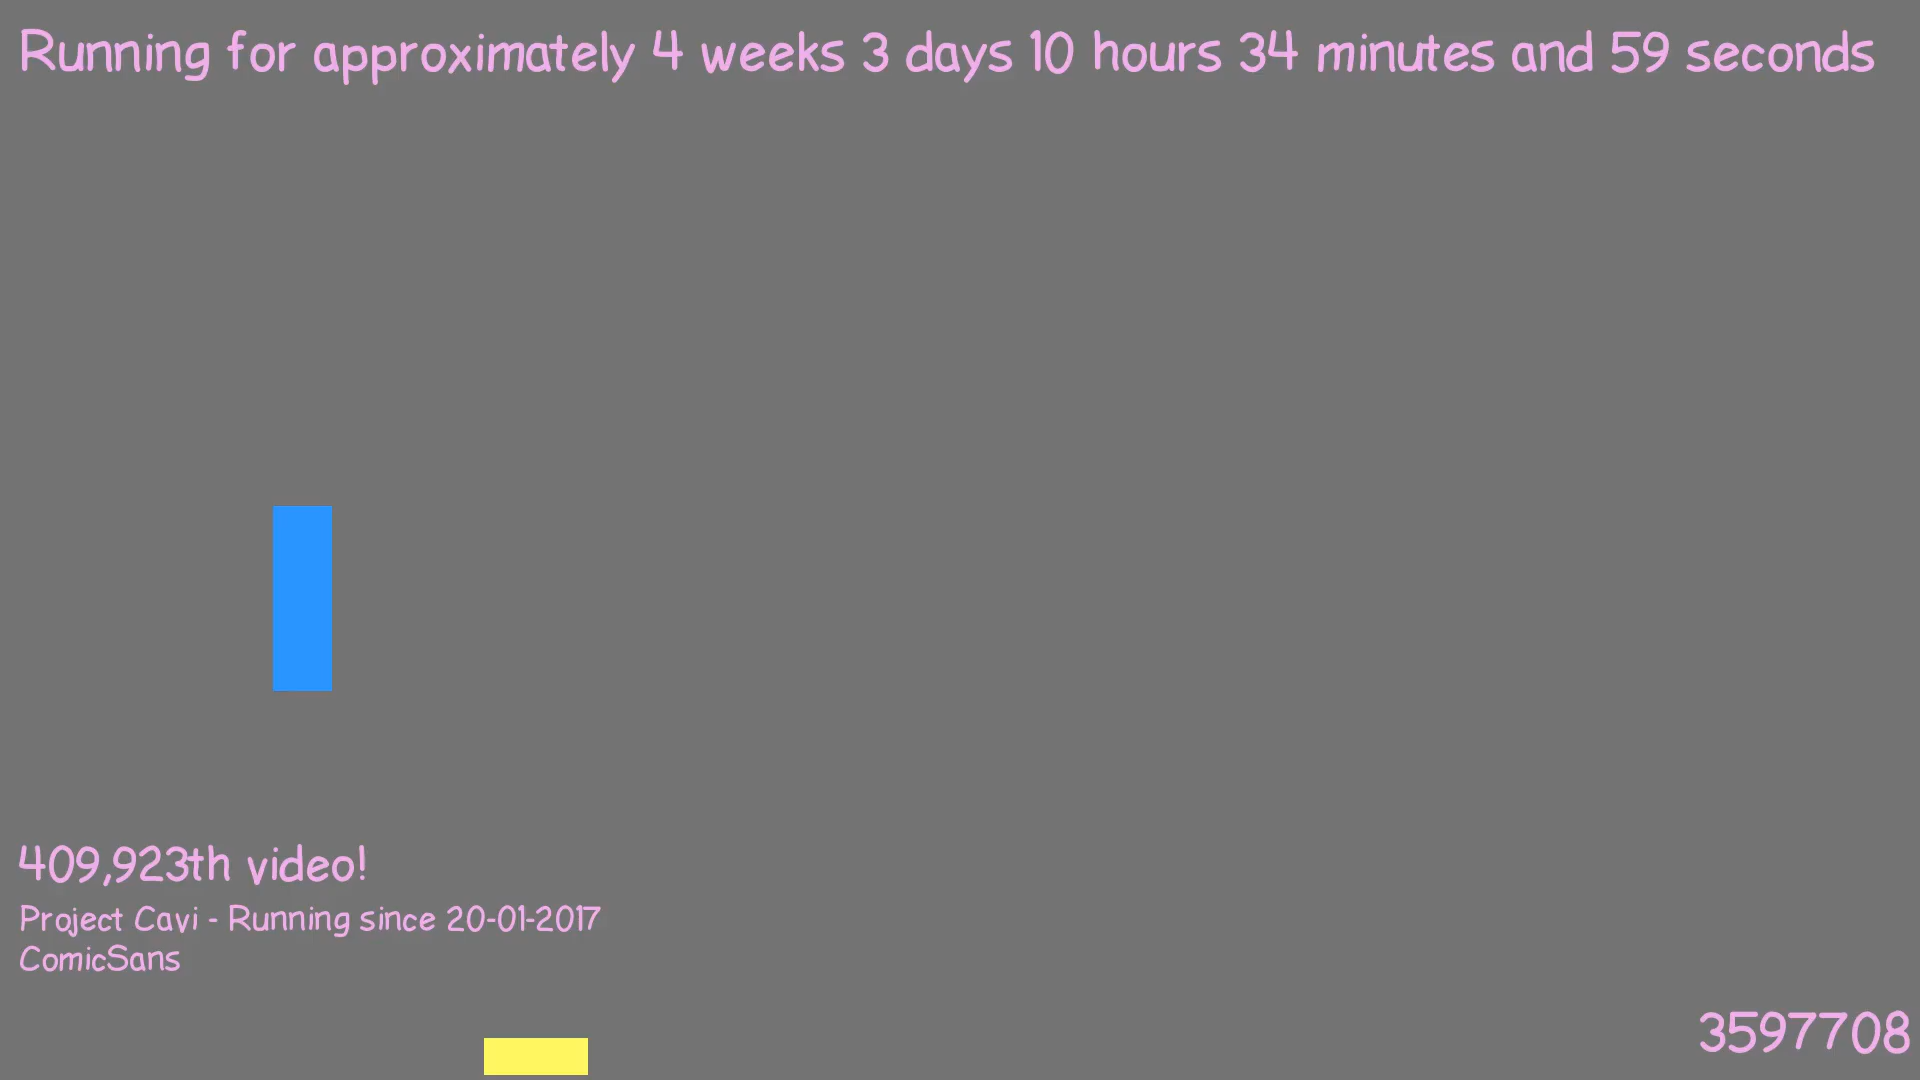 Running for approximately 4 weeks 3 days 10 hours 34 minutes and 59 seconds
409,923th video!
Project Cavi - Running since 20-01-2017
ComicSans
3597708